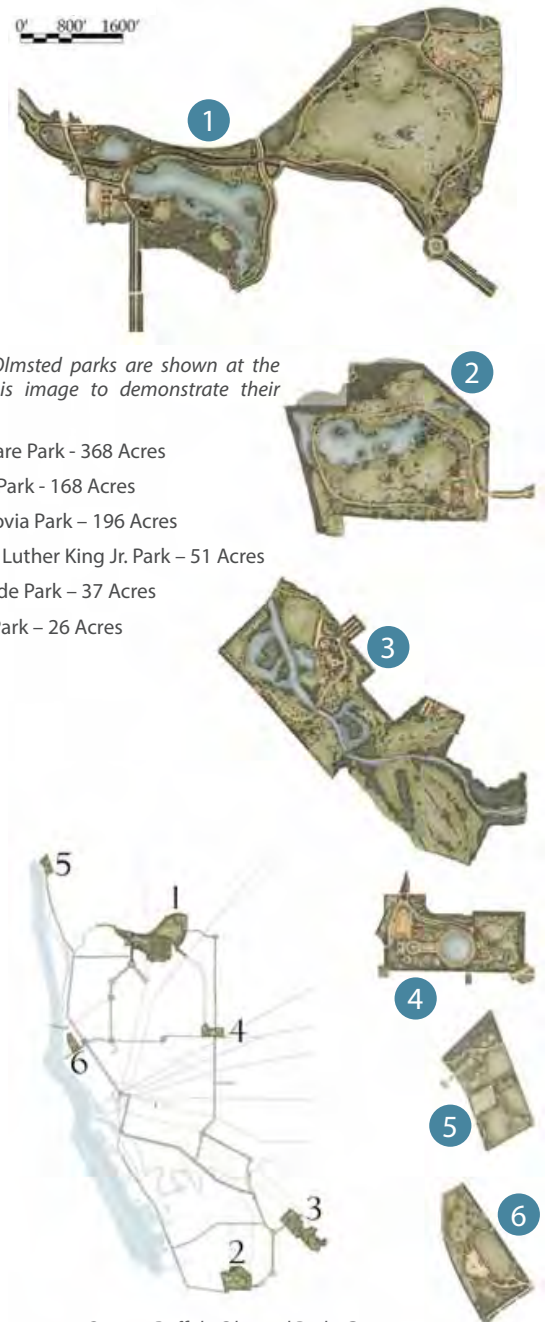 0' 800' 1600'
1
Olmsted parks are shown at the
is image to demonstrate their
2
are Park - 368 Acres
Park - 168 Acres
ovia Park – 196 Acres
Luther King Jr. Park – 51 Acres
de Park – 37 Acres
Park – 26 Acres
3
5
1
4
4
6
5
3
6
2